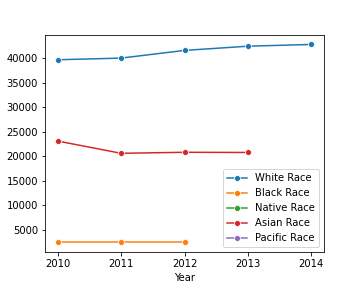 40000
35000
30000
25000
20000
15000
10000
5000
White Race
Black Race
Native Race
Asian Race
Pacific Race
2010 2011 2012 2013 2014
Year